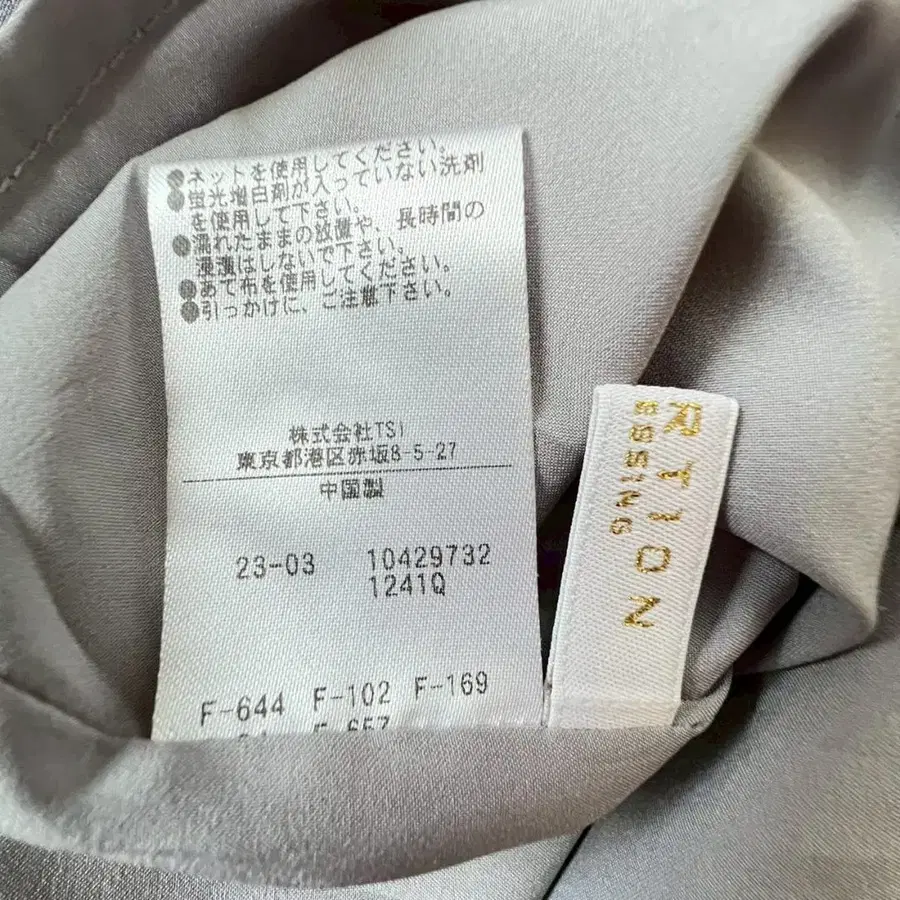 ●ネットを使用してください。
●蛍光増白剤が入っていない洗剤
を使用して下さい。
●濡れたままの放置や、長時間の
浸漬はしないで下さい。
●あて布を使用してください。
●引っかけに、ご注意下さい。
株式会社TSI
東京都港区赤坂8-5-27
中国製
23-03 10429732
1241Q
F-644 F-102 F-169
F-657
RTION
ESSING